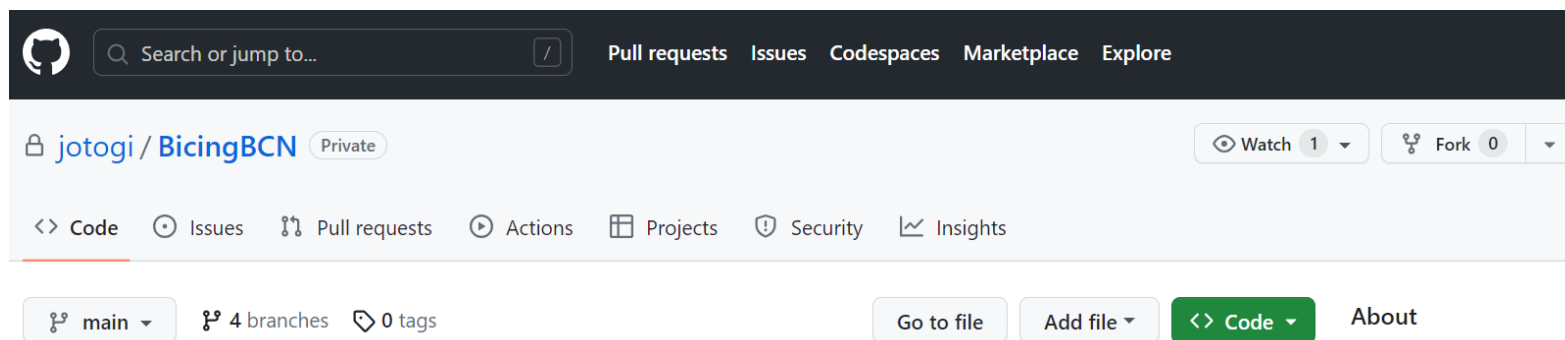 Search or jump to... / Pull requests Issues Codespaces Marketplace Explore
jotogi / BicingBCN Private Watch 1 Fork 0
<> Code Issues Pull requests Actions Projects Security Insights
main 4 branches 0 tags Go to file Add file <> Code About